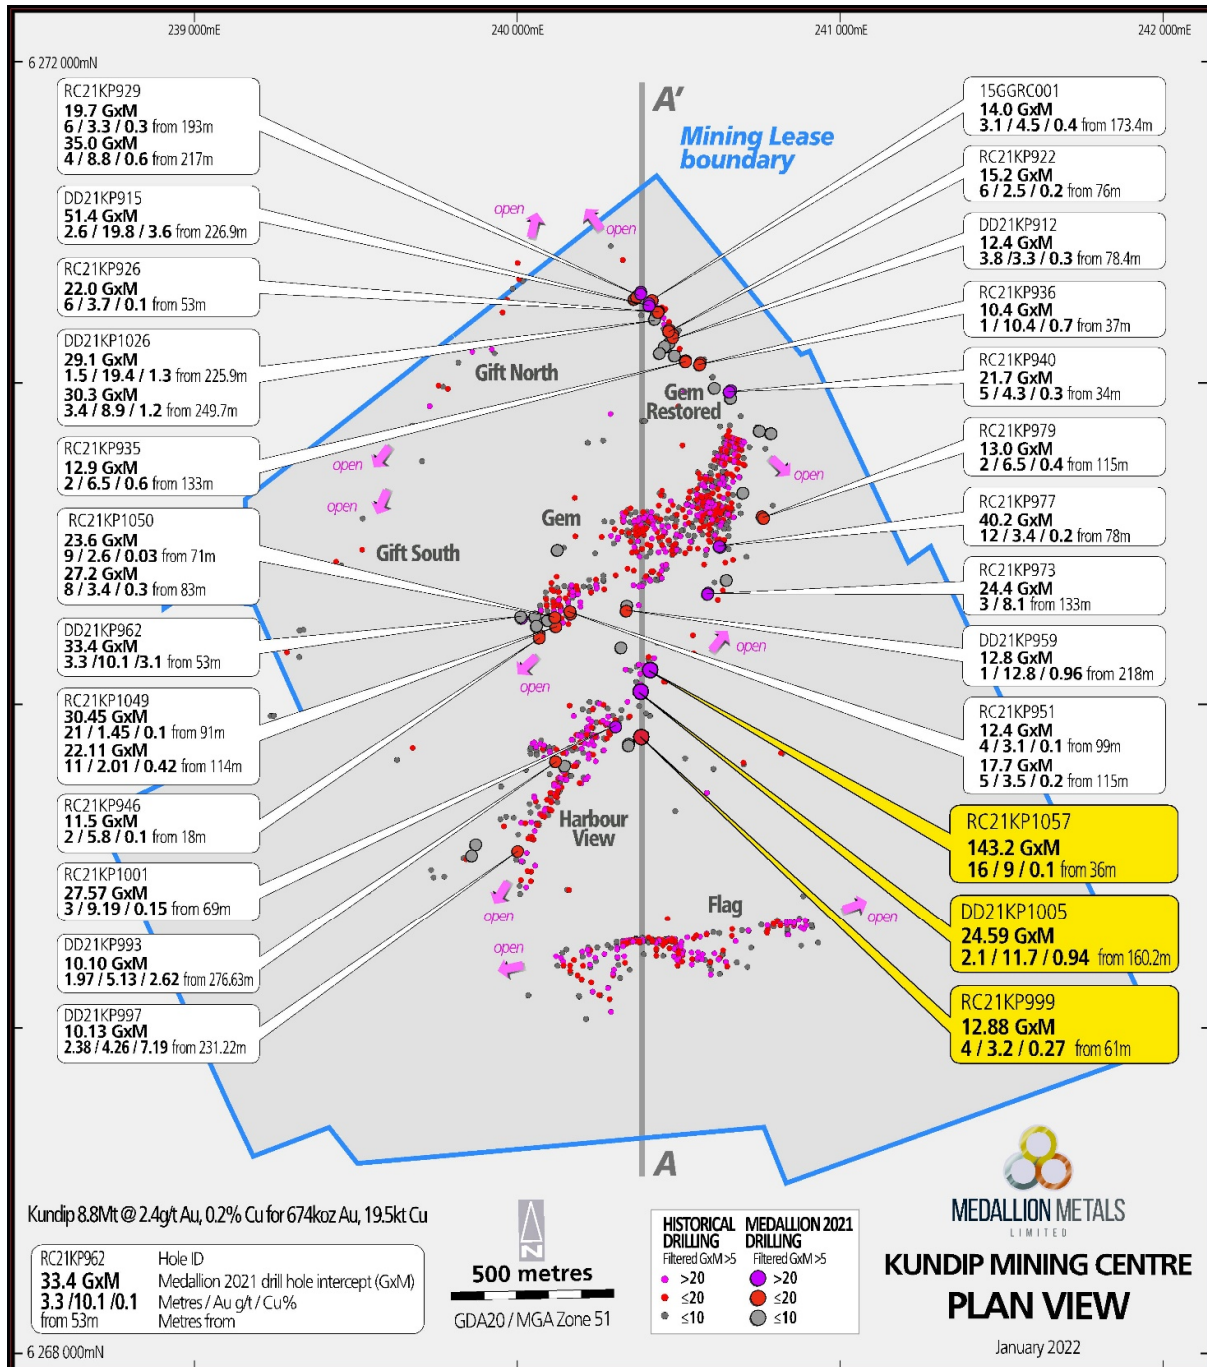 239 000mE
240 000mE
241 000mE
242 000mE
6 272 000mN
RC21KP929
19.7 GxM
6 / 3.3 / 0.3 from 193m
35.0 GxM
4 / 8.8 / 0.6 from 217m
DD21KP915
51.4 GxM
2.6 / 19.8 / 3.6 from 226.9m
RC21KP926
22.0 GxM
6 / 3.7 / 0.1 from 53m
DD21KP1026
29.1 GxM
1.5 / 19.4 / 1.3 from 225.9m
30.3 GxM
3.4 / 8.9 / 1.2 from 249.7m
RC21KP935
12.9 GxM
2 / 6.5 / 0.6 from 133m
RC21KP1050
23.6 GxM
9 / 2.6 / 0.03 from 71m
27.2 GxM
8 / 3.4 / 0.3 from 83m
DD21KP962
33.4 GxM
3.3 /10.1 /3.1 from 53m
RC21KP1049
30.45 GxM
21 / 1.45 / 0.1 from 91m
22.11 GxM
11 / 2.01 / 0.42 from 114m
RC21KP946
11.5 GxM
2 / 5.8 / 0.1 from 18m
RC21KP1001
27.57 GxM
3 / 9.19 / 0.15 from 69m
DD21KP993
10.10 GxM
1.97 / 5.13 / 2.62 from 276.63m
DD21KP997
10.13 GxM
2.38 / 4.26 / 7.19 from 231.22m
A'
Mining Lease
boundary
open
open
Gift North
Gem
Restored
open
open
open
Gem
Gift South
open
open
Harbour
View
open
Flag
open
open
A
15GGRC001
14.0 GxM
3.1 / 4.5 / 0.4 from 173.4m
RC21KP922
15.2 GxM
6 / 2.5 / 0.2 from 76m
DD21KP912
12.4 GxM
3.8 /3.3 / 0.3 from 78.4m
RC21KP936
10.4 GxM
1 / 10.4 / 0.7 from 37m
RC21KP940
21.7 GxM
5 / 4.3 / 0.3 from 34m
RC21KP979
13.0 GxM
2 / 6.5 / 0.4 from 115m
RC21KP977
40.2 GxM
12 / 3.4 / 0.2 from 78m
RC21KP973
24.4 GxM
3 / 8.1 / from 133m
DD21KP959
12.8 GxM
1 / 12.8 / 0.96 from 218m
RC21KP951
12.4 GxM
4 / 3.1 / 0.1 from 99m
17.7 GxM
5 / 3.5 / 0.2 from 115m
RC21KP1057
143.2 GxM
16 / 9 / 0.1 from 36m
DD21KP1005
24.59 GxM
2.1 / 11.7 / 0.94 from 160.2m
RC21KP999
12.88 GxM
4 / 3.2 / 0.27 from 61m
Kundip 8.8Mt @ 2.4g/t Au, 0.2% Cu for 674koz Au, 19.5kt Cu
RC21KP962 Hole ID
33.4 GxM Medallion 2021 drill hole intercept (GxM)
3.3 /10.1 /0.1 Metres / Au g/t / Cu%
from 53m Metres from
N
500 metres
GDA20 / MGA Zone 51
HISTORICAL DRILLING MEDALLION 2021 DRILLING
Filtered GxM >5 Filtered GxM >5
>20 >20
≤20 ≤20
≤10 ≤10
MEDALLION METALS
LIMITED
KUNDIP MINING CENTRE
PLAN VIEW
January 2022
6 268 000mN